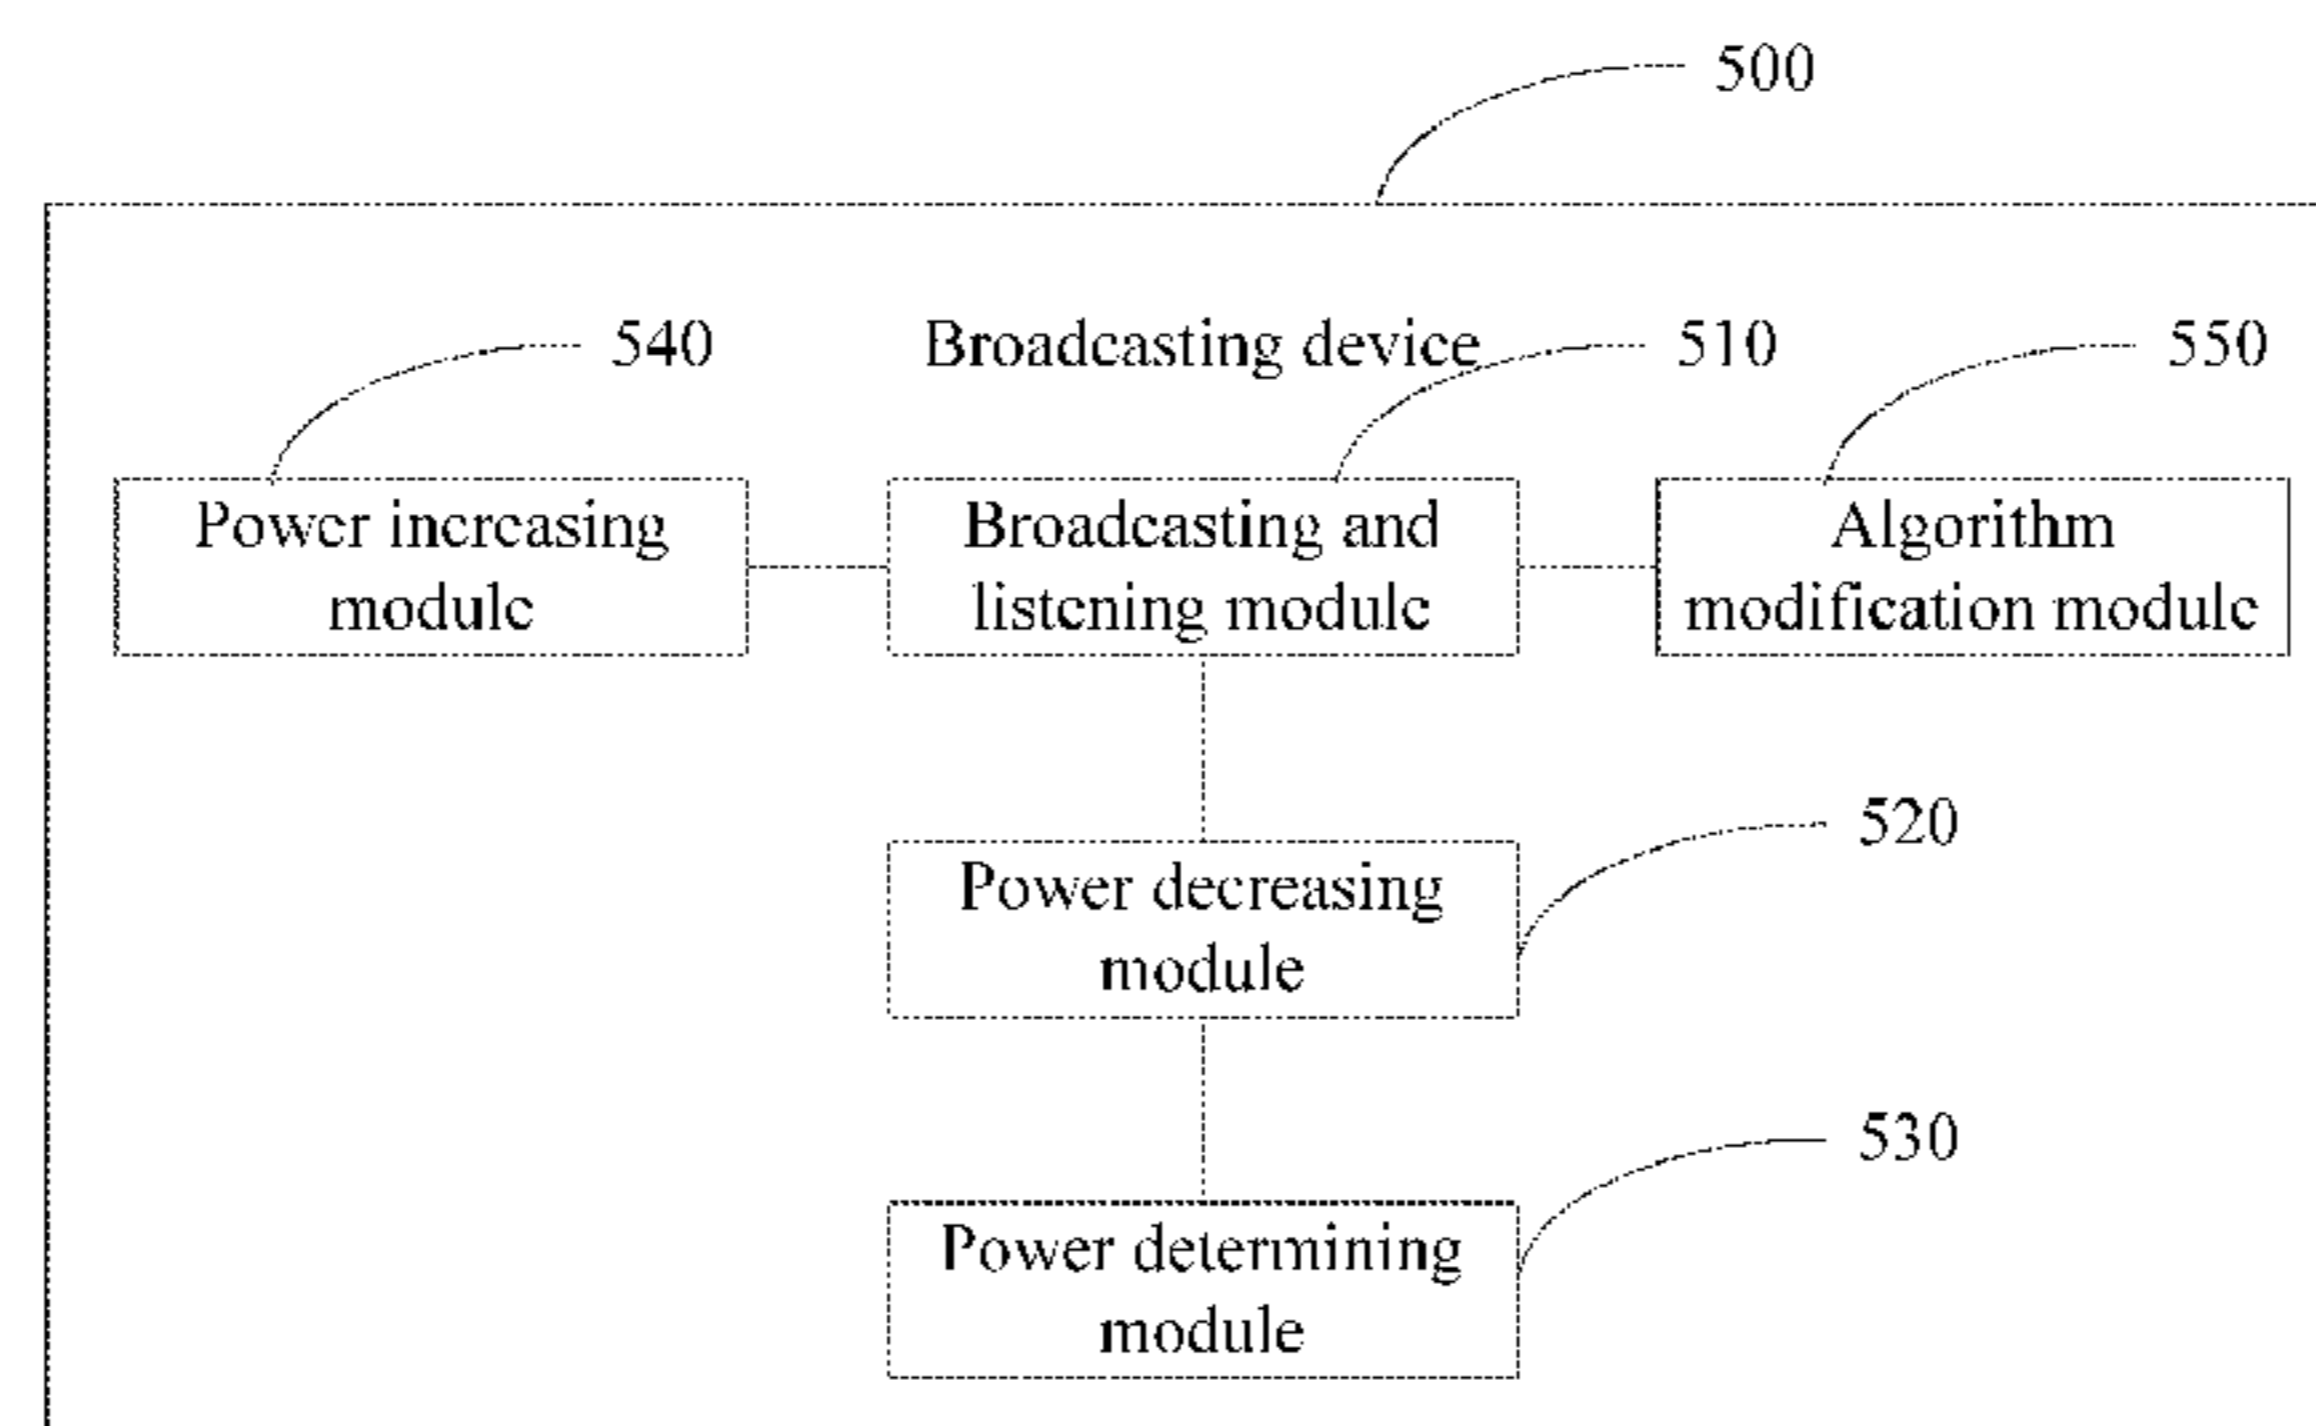 500
540
Broadcasting device
510
550
Power increasing
module
Broadcasting and
listening module
Algorithm
modification module
520
Power decreasing
module
530
Power determining
module